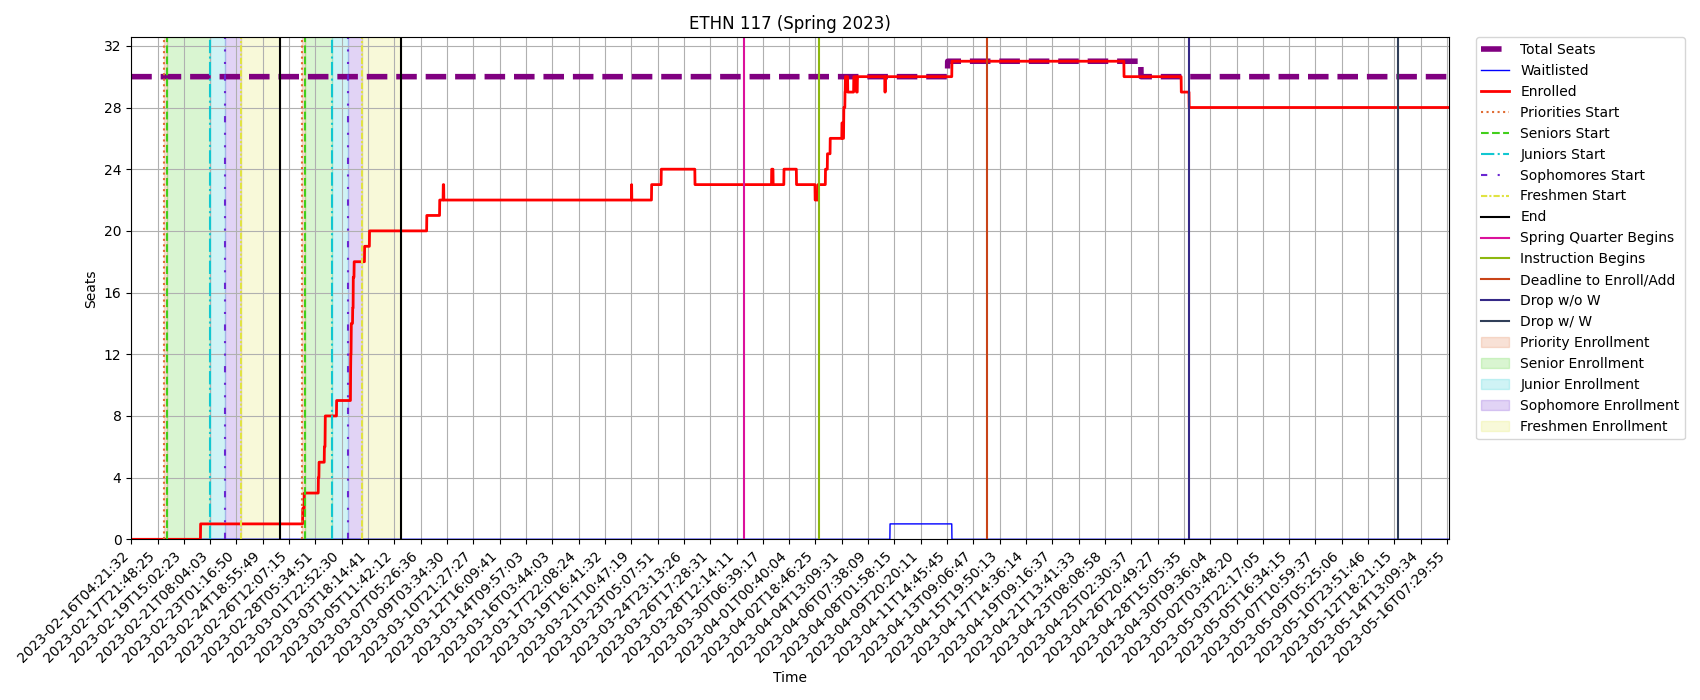 ETHN 117 (Spring 2023)
Seats
32
28
24
20
16
12
8
4
0
2023-02-16T04:21:32
2023-02-17T21:48:25
2023-02-19T15:02:23
2023-02-21T08:04:03
2023-02-23T01:16:50
2023-02-24T18:55:49
2023-02-26T12:07:15
2023-02-28T05:34:51
2023-03-01T22:52:30
2023-03-03T18:14:41
2023-03-05T11:42:12
2023-03-07T05:26:36
2023-03-09T03:34:30
2023-03-10T21:27:27
2023-03-12T16:09:41
2023-03-14T09:57:03
2023-03-16T03:44:03
2023-03-17T22:08:24
2023-03-19T16:41:32
2023-03-21T10:47:19
2023-03-23T05:07:51
2023-03-24T23:13:26
2023-03-26T17:28:31
2023-03-28T12:14:11
2023-03-30T06:39:17
2023-04-01T00:40:04
2023-04-02T18:46:25
2023-04-04T13:09:31
2023-04-06T07:38:09
2023-04-08T01:58:15
2023-04-09T20:20:11
2023-04-11T14:45:45
2023-04-13T09:06:47
2023-04-15T19:50:13
2023-04-17T14:36:14
2023-04-19T09:16:37
2023-04-21T13:41:33
2023-04-23T08:08:58
2023-04-25T02:30:37
2023-04-26T20:49:27
2023-04-28T15:05:35
2023-04-30T09:36:04
2023-05-02T03:48:20
2023-05-03T22:17:05
2023-05-05T16:34:15
2023-05-07T10:59:37
2023-05-09T05:25:06
2023-05-10T23:51:46
2023-05-12T18:21:15
2023-05-14T13:09:34
2023-05-16T07:29:55
Time
Total Seats
Waitlisted
Enrolled
Priorities Start
Seniors Start
Juniors Start
Sophomores Start
Freshmen Start
End
Spring Quarter Begins
Instruction Begins
Deadline to Enroll/Add
Drop w/o W
Drop w/ W
Priority Enrollment
Senior Enrollment
Junior Enrollment
Sophomore Enrollment
Freshmen Enrollment